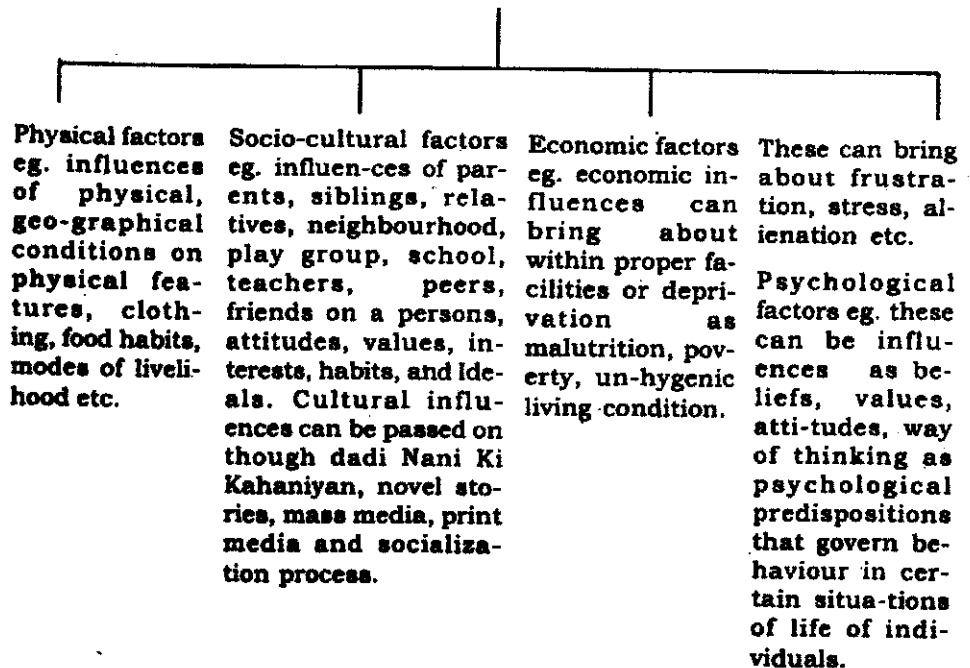 Physical factors
eg. influences
of physical,
geo-graphical
conditions on
physical fea-
tures, cloth-
ing, food habits,
modes of liveli-
hood etc.
Socio-cultural factors
eg. influen-ces of par-
ents, siblings, rela-
tives, neighbourhood,
play group, school,
teachers, peers,
friends on a persons,
attitudes, values, in-
terests, habits, and Ide-
als. Cultural influ-
ences can be passed on
though dadi Nani Ki
Kahaniyan, novel sto-
ries, mass media, print
media and socializa-
tion process.
Economic factors
eg. economic in-
fluences can
bring about
within proper fa-
cilities or depri-
vation as
malutrition, pov-
erty, un-hygenic
living condition.
These can bring
about frustra-
tion, stress, al-
ienation etc.
Psychological
factors eg. these
can be influ-
ences as be-
liefs, values,
atti-tudes, way
of thinking as
psychological
predispositions
that govern be-
haviour in cer-
tain situa-tions
of life of indi-
viduals.